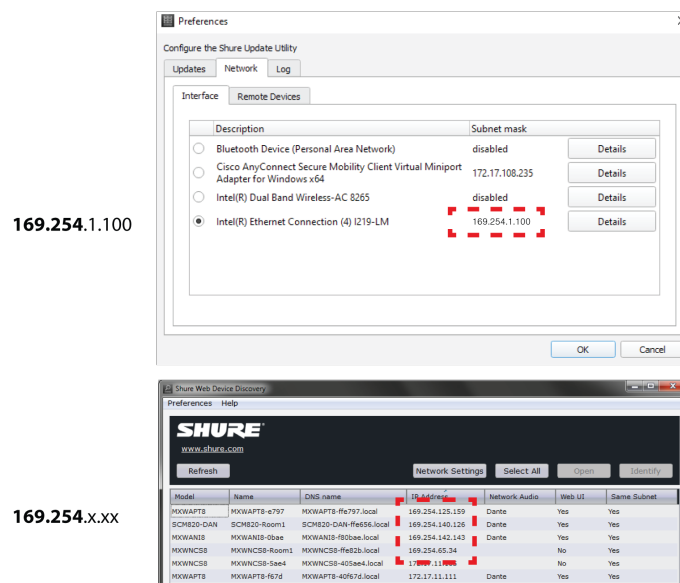 Preferences
Configure the Shure Update Utility
Updates Network Log
Interface Remote Devices
Description Subnet mask
Bluetooth Device (Personal Area Network) disabled Details
Cisco AnyConnect Secure Mobility Client Virtual Miniport
Adapter for Windows x64 172.17.108.235 Details
Intel(R) Dual Band Wireless-AC 8265 disabled Details
169.254.1.100
Intel(R) Ethernet Connection (4) I219-LM 169.254.1.100 Details
OK Cancel
Shure Web Device Discovery
Preferences Help
SHURE
www.shure.com
Refresh Network Settings Select All Open Identify
Model Name DNS name IP Address Network Audio Web UI Same Subnet
MXWAPT8 MXWAPT8-e797 MXWAPT8-ffe797.local 169.254.125.159 Dante Yes Yes
169.254.x.xx
SCM820-DAN SCM820-Room1 SCM820-DAN-ffe656.local 169.254.140.126 Dante Yes Yes
MXWANI8 MXWANI8-0bae MXWANI8-f80bae.local 169.254.142.143 Dante Yes Yes
MXWNCS8 MXWNCS8-Room1 MXWNCS8-ffe82b.local 169.254.65.34 No Yes
MXWNCS8 MXWNCS8-5ae4 MXWNCS8-405ae4.local No Yes
MXWAPT8 MXWAPT8-f67d MXWAPT8-40f67d.local 172.17.11.111 Dante Yes Yes